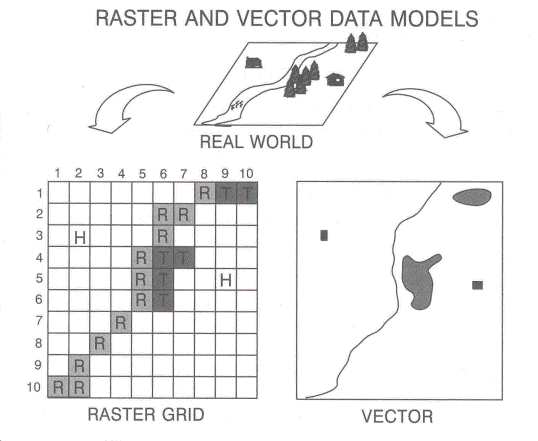 RASTER AND VECTOR DATA MODELS
REAL WORLD
1 2 3 4 5 6 7 8 9 10
1 R T T
2 R R
3 H R
4 R T T
5 R T H
6 R T
7 R
8 R
9 R
10 R R
RASTER GRID
VECTOR